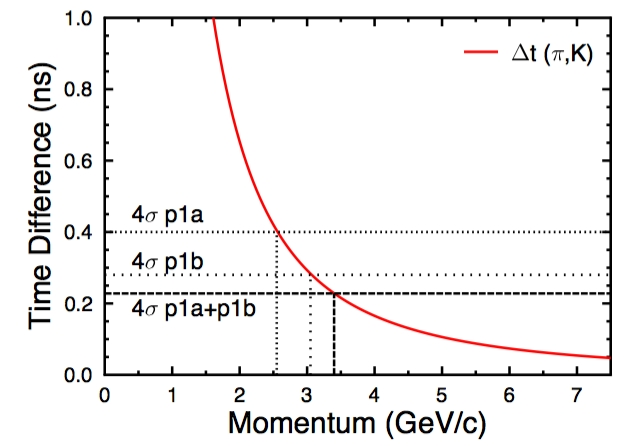 1.0
0.8
0.6
0.4
0.2
0.0
Time Difference (ns)
Δt (π,K)
4σ p1a
4σ p1b
4σ p1a+p1b
0 1 2 3 4 5 6 7
Momentum (GeV/c)